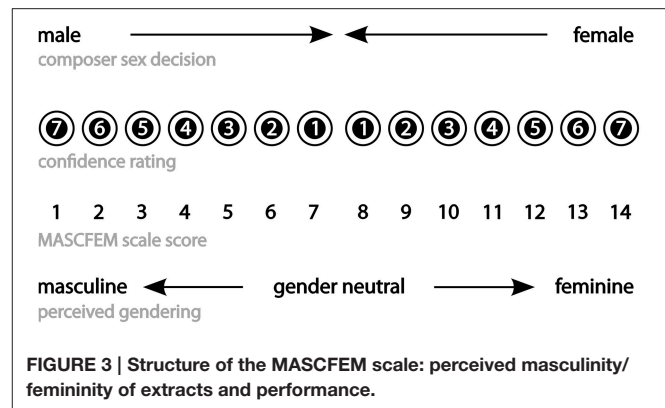 male female
composer sex decision
7 6 5 4 3 2 1 1 2 3 4 5 6 7
confidence rating
1 2 3 4 5 6 7 8 9 10 11 12 13 14
MASCFEM scale score
masculine gender neutral feminine
perceived gendering
FIGURE 3 | Structure of the MASCFEM scale: perceived masculinity/
femininity of extracts and performance.